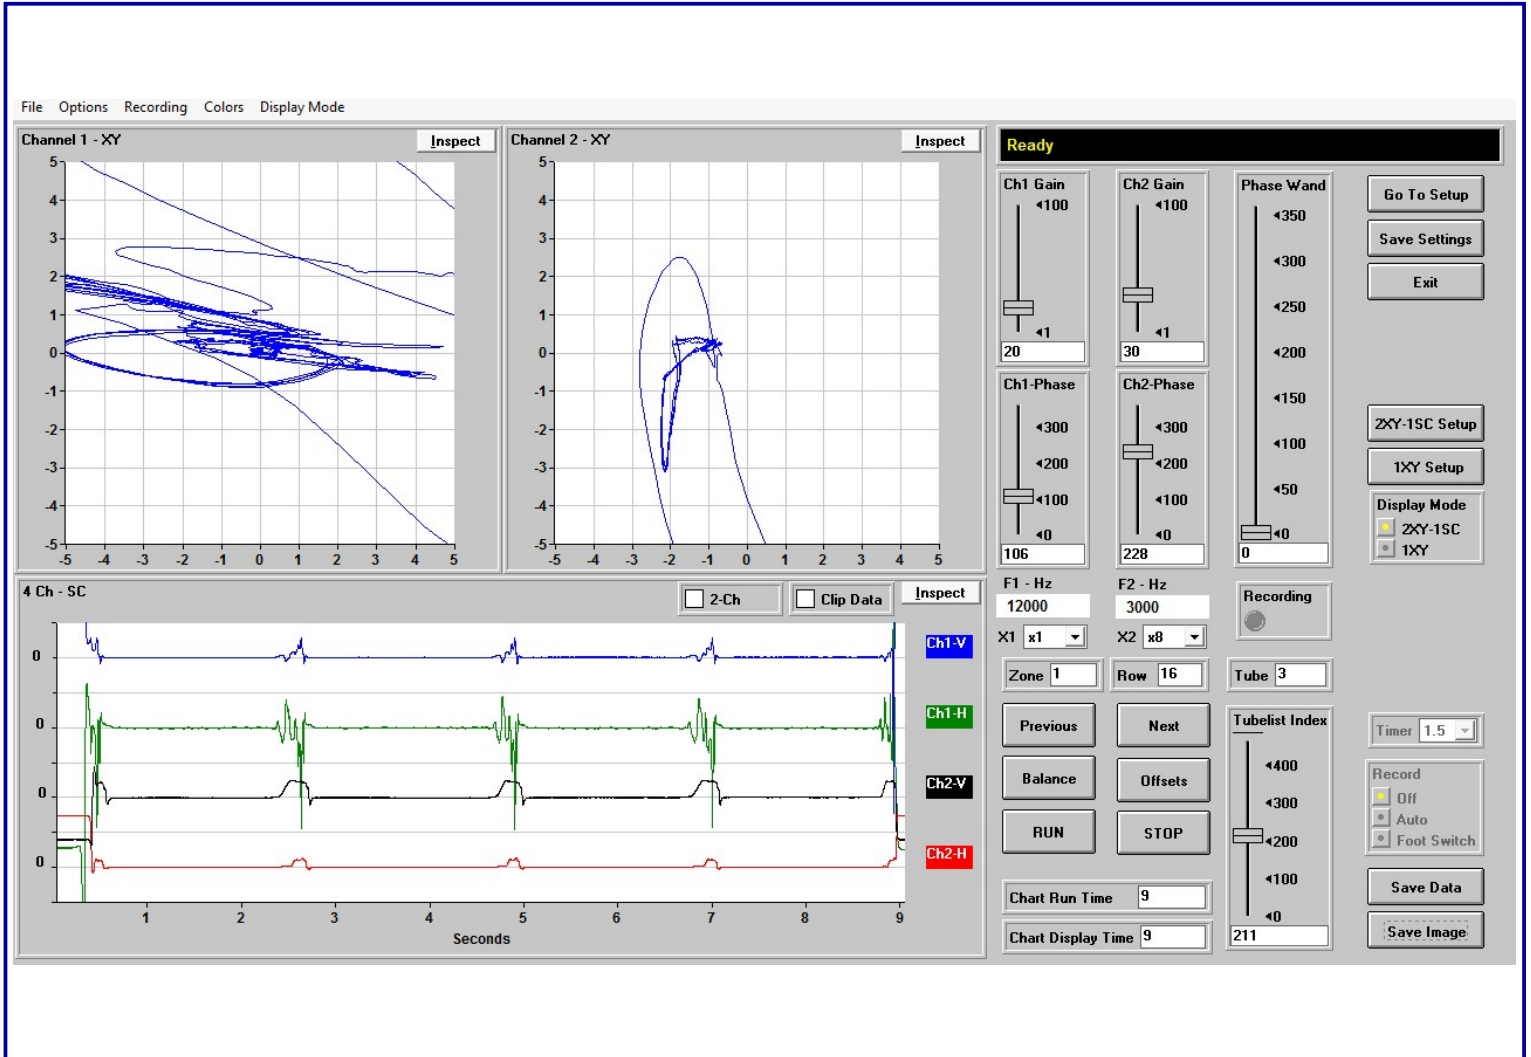 File Options Recording Colors Display Mode
Channel 1 - XY Inspect
5
4
3
2
1
0
-1
-2
-3
-4
-5
-5 -4 -3 -2 -1 0 1 2 3 4 5
Channel 2 - XY Inspect
5
4
3
2
1
0
-1
-2
-3
-4
-5
-5 -4 -3 -2 -1 0 1 2 3 4 5
4 Ch - SC 2-Ch Clip Data Inspect
0 Ch1-V
0 Ch1-H
0 Ch2-V
0 Ch2-H
1 2 3 4 5 6 7 8 9
Seconds
Ready
Ch1 Gain
100
1
20
Ch2 Gain
100
1
30
Phase Wand
350
300
250
200
150
100
50
0
0
Ch1-Phase
300
200
100
0
106
Ch2-Phase
300
200
100
0
228
Go To Setup
Save Settings
Exit
2XY-1SC Setup
1XY Setup
Display Mode
2XY-1SC
1XY
F1 - Hz
12000
F2 - Hz
3000
X1 x1
X2 x8
Recording
Zone 1 Row 16 Tube 3
Previous Next
Balance Offsets
RUN STOP
Chart Run Time 9
Chart Display Time 9
Tubelist Index
400
300
200
100
0
211
Timer 1.5
Record
Off
Auto
Foot Switch
Save Data
Save Image